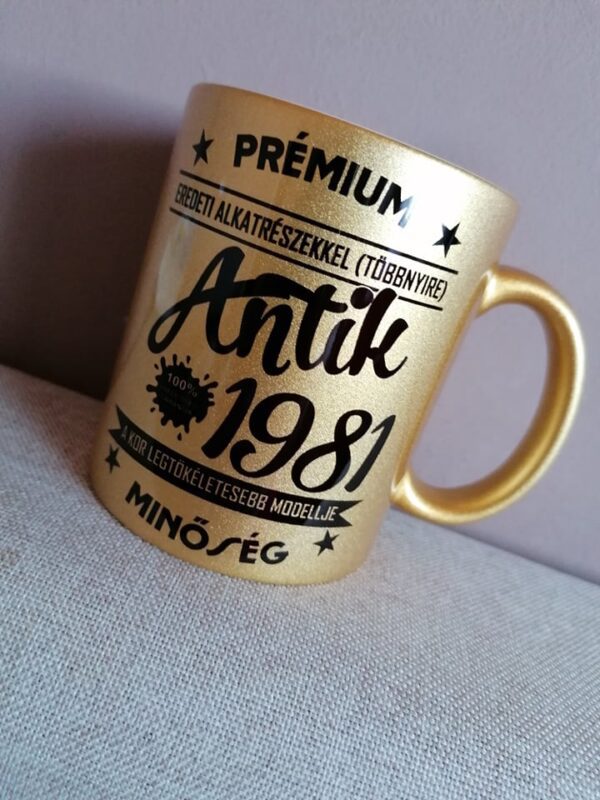 PRÉMIUM
EREDETI ALKATRÉSZEKKEL (TÖBBNYIRE)
Antik
100%
1981
A KOR LEGTÖKÉLETESEBB MODELLJE
MINŐSÉG